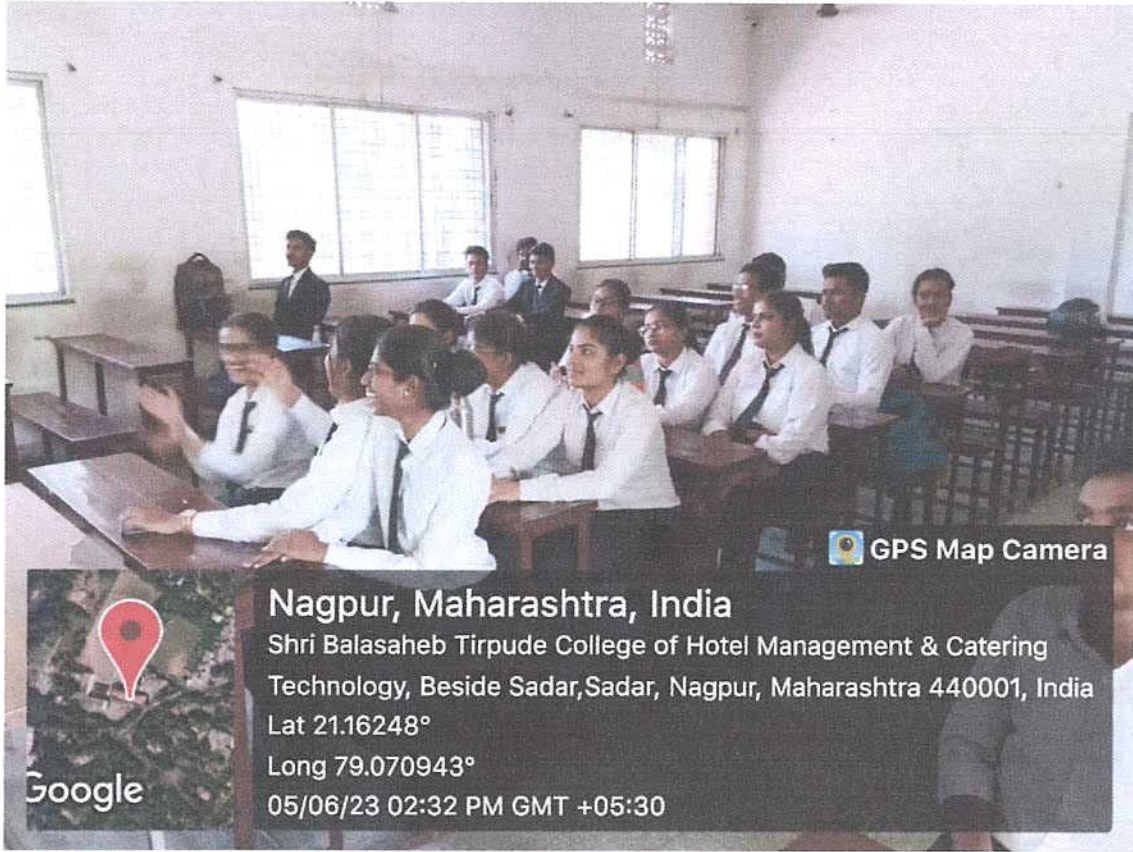 GPS Map Camera
Nagpur, Maharashtra, India
Shri Balasaheb Tirpude College of Hotel Management & Catering
Technology, Beside Sadar,Sadar, Nagpur, Maharashtra 440001, India
Lat 21.16248°
Long 79.070943°
05/06/23 02:32 PM GMT +05:30
Google